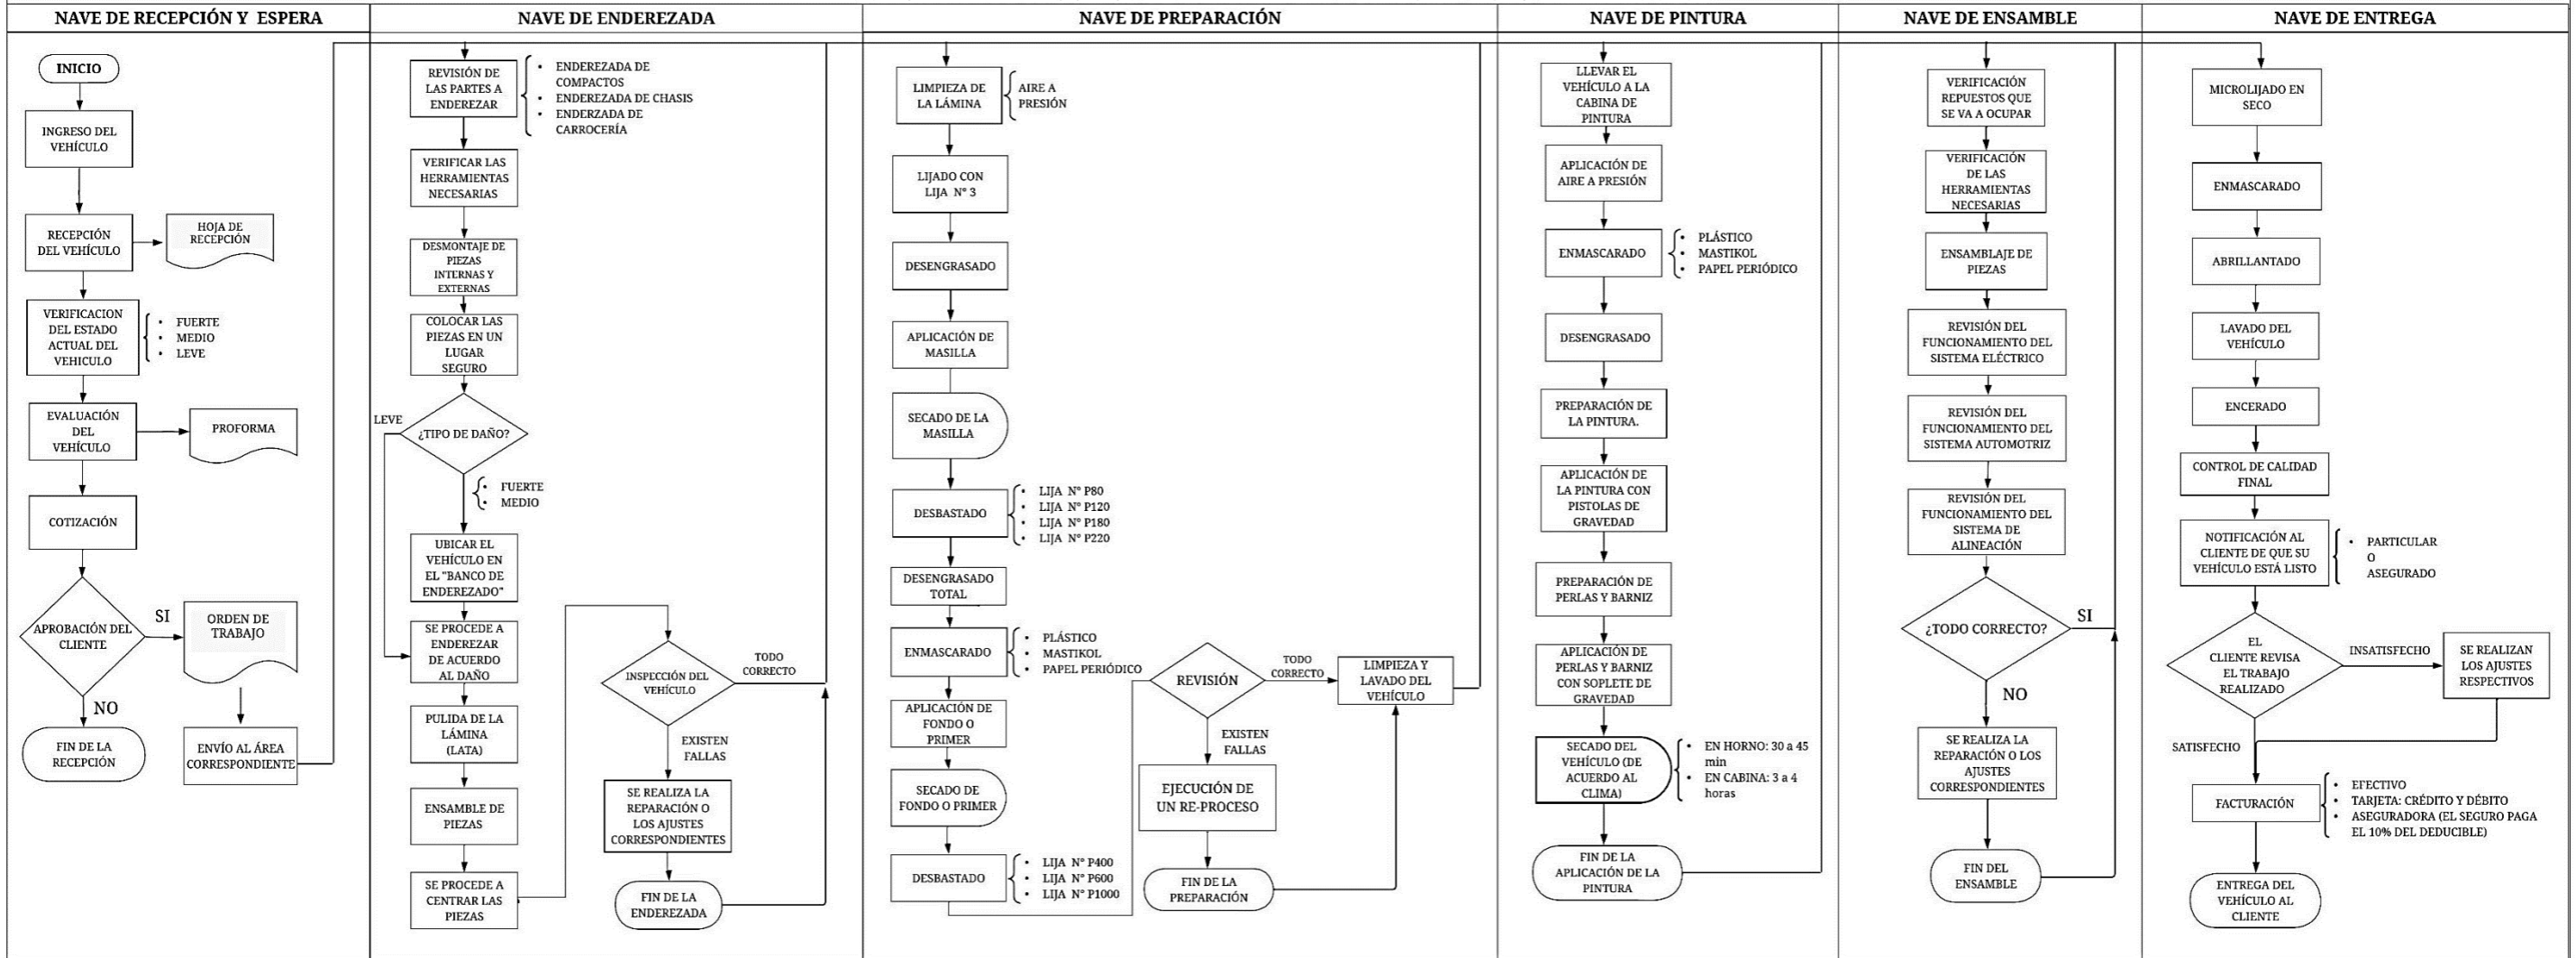 NAVE DE RECEPCIÓN Y ESPERA
INICIO
INGRESO DEL
VEHÍCULO
RECEPCIÓN
DEL VEHÍCULO
HOJA DE
RECEPCIÓN
VERIFICACION
DEL ESTADO
ACTUAL DEL
VEHICULO
• FUERTE
• MEDIO
• LEVE
EVALUACIÓN
DEL
VEHÍCULO
PROFORMA
COTIZACIÓN
APROBACIÓN DEL
CLIENTE
SI
ORDEN DE
TRABAJO
NO
FIN DE LA
RECEPCIÓN
ENVÍO AL ÁREA
CORRESPONDIENTE
NAVE DE ENDEREZADA
REVISIÓN DE
LAS PARTES A
ENDEREZAR
• ENDEREZADA DE
COMPACTOS
• ENDEREZADA DE CHASIS
• ENDERZADA DE
CARROCERÍA
VERIFICAR LAS
HERRAMIENTAS
NECESARIAS
DESMONTAJE DE
PIEZAS
INTERNAS Y
EXTERNAS
COLOCAR LAS
PIEZAS EN UN
LUGAR
SEGURO
LEVE
¿TIPO DE DAÑO?
• FUERTE
• MEDIO
UBICAR EL
VEHÍCULO EN
EL "BANCO DE
ENDEREZADO"
SE PROCEDE A
ENDEREZAR
DE ACUERDO
AL DAÑO
PULIDA DE LA
LÁMINA
(LATA)
ENSAMBLE DE
PIEZAS
SE PROCEDE A
CENTRAR LAS
PIEZAS
INSPECCIÓN DEL
VEHÍCULO
TODO
CORRECTO
EXISTEN
FALLAS
SE REALIZA LA
REPARACIÓN O
LOS AJUSTES
CORRESPONDIENTES
FIN DE LA
ENDEREZADA
NAVE DE PREPARACIÓN
LIMPIEZA DE
LA LÁMINA
AIRE A
PRESIÓN
LIJADO CON
LIJA N° 3
DESENGRASADO
APLICACIÓN DE
MASILLA
SECADO DE LA
MASILLA
DESBASTADO
• LIJA N° P80
• LIJA N° P120
• LIJA N° P180
• LIJA N° P220
DESENGRASADO
TOTAL
ENMASCARADO
• PLÁSTICO
• MASTIKOL
• PAPEL PERIÓDICO
APLICACIÓN DE
FONDO O
PRIMER
SECADO DE
FONDO O PRIMER
DESBASTADO
• LIJA N° P400
• LIJA N° P600
• LIJA N° P1000
REVISIÓN
TODO
CORRECTO
LIMPIEZA Y
LAVADO DEL
VEHÍCULO
EXISTEN
FALLAS
EJECUCIÓN DE
UN RE-PROCESO
FIN DE LA
PREPARACIÓN
NAVE DE PINTURA
LLEVAR EL
VEHÍCULO A LA
CABINA DE
PINTURA
APLICACIÓN DE
AIRE A PRESIÓN
ENMASCARADO
• PLÁSTICO
• MASTIKOL
• PAPEL PERIÓDICO
DESENGRASADO
PREPARACIÓN DE
LA PINTURA.
APLICACIÓN DE
LA PINTURA CON
PISTOLAS DE
GRAVEDAD
PREPARACIÓN DE
PERLAS Y BARNIZ
APLICACIÓN DE
PERLAS Y BARNIZ
CON SOPLETE DE
GRAVEDAD
SECADO DEL
VEHÍCULO (DE
ACUERDO AL
CLIMA)
• EN HORNO: 30 a 45
min
• EN CABINA: 3 a 4
horas
FIN DE LA
APLICACIÓN DE LA
PINTURA
NAVE DE ENSAMBLE
VERIFICACIÓN
REPUESTOS QUE
SE VA A OCUPAR
VERIFICACIÓN
DE LAS
HERRAMIENTAS
NECESARIAS
ENSAMBLAJE DE
PIEZAS
REVISIÓN DEL
FUNCIONAMIENTO DEL
SISTEMA ELÉCTRICO
REVISIÓN DEL
FUNCIONAMIENTO DEL
SISTEMA AUTOMOTRIZ
REVISIÓN DEL
FUNCIONAMIENTO DEL
SISTEMA DE
ALINEACIÓN
¿TODO CORRECTO?
SI
NO
SE REALIZA LA
REPARACIÓN O LOS
AJUSTES
CORRESPONDIENTES
FIN DEL
ENSAMBLE
NAVE DE ENTREGA
MICROLIJADO EN
SECO
ENMASCARADO
ABRILLANTADO
LAVADO DEL
VEHÍCULO
ENCERADO
CONTROL DE CALIDAD
FINAL
NOTIFICACIÓN AL
CLIENTE DE QUE SU
VEHÍCULO ESTÁ LISTO
• PARTICULAR
O
ASEGURADO
EL
CLIENTE REVISA
EL TRABAJO
REALIZADO
INSATISFECHO
SE REALIZAN
LOS AJUSTES
RESPECTIVOS
SATISFECHO
FACTURACIÓN
• EFECTIVO
• TARJETA: CRÉDITO Y DÉBITO
• ASEGURADORA (EL SEGURO PAGA
EL 10% DEL DEDUCIBLE)
ENTREGA DEL
VEHÍCULO AL
CLIENTE